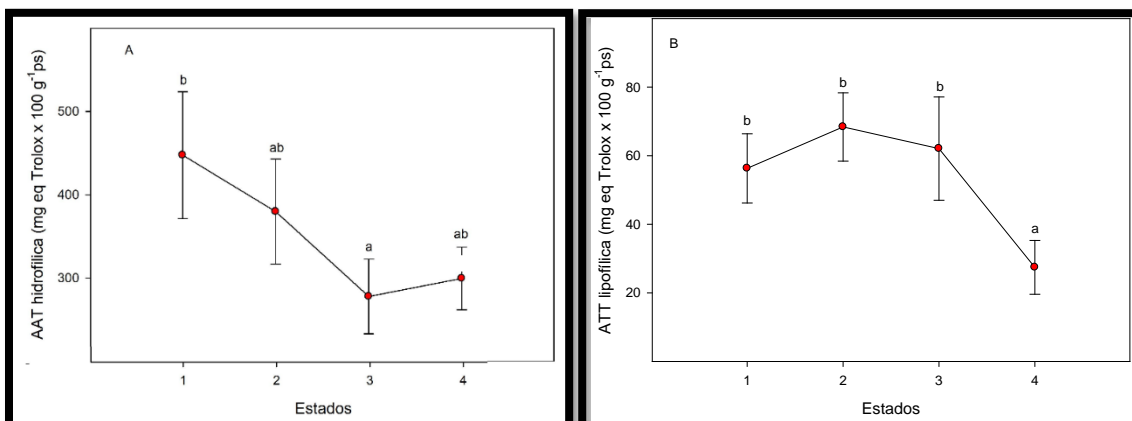 A
AAT hidrofílica (mg eq Trolox x 100 g-1ps)
500
400
300
b
ab
a
ab
1 2 3 4
Estados
B
ATT lipofílica (mg eq Trolox x 100 g-1ps)
80
60
40
20
b
b
b
a
1 2 3 4
Estados